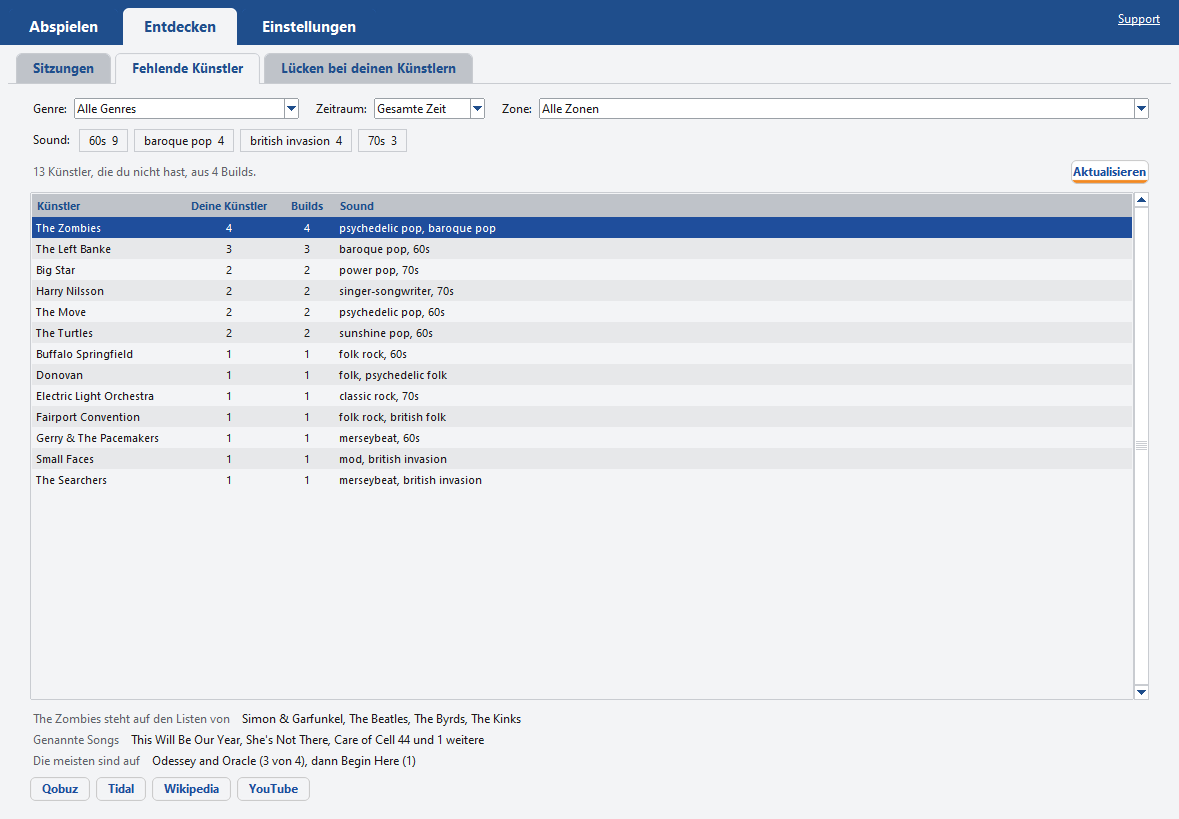 Abspielen Entdecken Einstellungen Support
Sitzungen Fehlende Künstler Lücken bei deinen Künstlern
Genre: Alle Genres Zeitraum: Gesamte Zeit Zone: Alle Zonen
Sound: 60s 9 baroque pop 4 british invasion 4 70s 3
13 Künstler, die du nicht hast, aus 4 Builds. Aktualisieren
Künstler Deine Künstler Builds Sound
The Zombies 4 4 psychedelic pop, baroque pop
The Left Banke 3 3 baroque pop, 60s
Big Star 2 2 power pop, 70s
Harry Nilsson 2 2 singer-songwriter, 70s
The Move 2 2 psychedelic pop, 60s
The Turtles 2 2 sunshine pop, 60s
Buffalo Springfield 1 1 folk rock, 60s
Donovan 1 1 folk, psychedelic folk
Electric Light Orchestra 1 1 classic rock, 70s
Fairport Convention 1 1 folk rock, british folk
Gerry & The Pacemakers 1 1 merseybeat, 60s
Small Faces 1 1 mod, british invasion
The Searchers 1 1 merseybeat, british invasion
The Zombies steht auf den Listen von Simon & Garfunkel, The Beatles, The Byrds, The Kinks
Genannte Songs This Will Be Our Year, She's Not There, Care of Cell 44 und 1 weitere
Die meisten sind auf Odessey and Oracle (3 von 4), dann Begin Here (1)
Qobuz Tidal Wikipedia YouTube